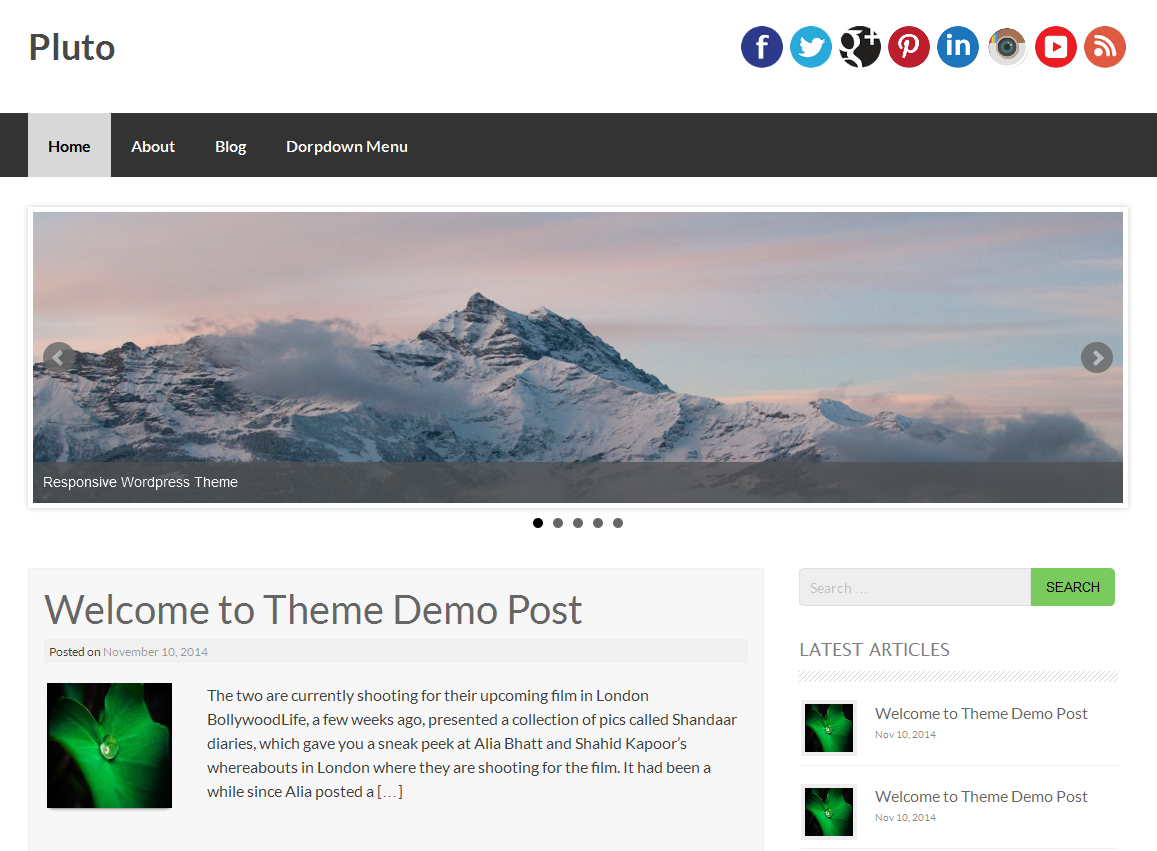 Pluto
Home About Blog Dorpdown Menu
Responsive Wordpress Theme
Welcome to Theme Demo Post
Posted on November 10, 2014
The two are currently shooting for their upcoming film in London
BollywoodLife, a few weeks ago, presented a collection of pics called Shandaar
diaries, which gave you a sneak peek at Alia Bhatt and Shahid Kapoor’s
whereabouts in London where they are shooting for the film. It had been a
while since Alia posted a […]
Search …
SEARCH
LATEST ARTICLES
Welcome to Theme Demo Post
Nov 10, 2014
Welcome to Theme Demo Post
Nov 10, 2014